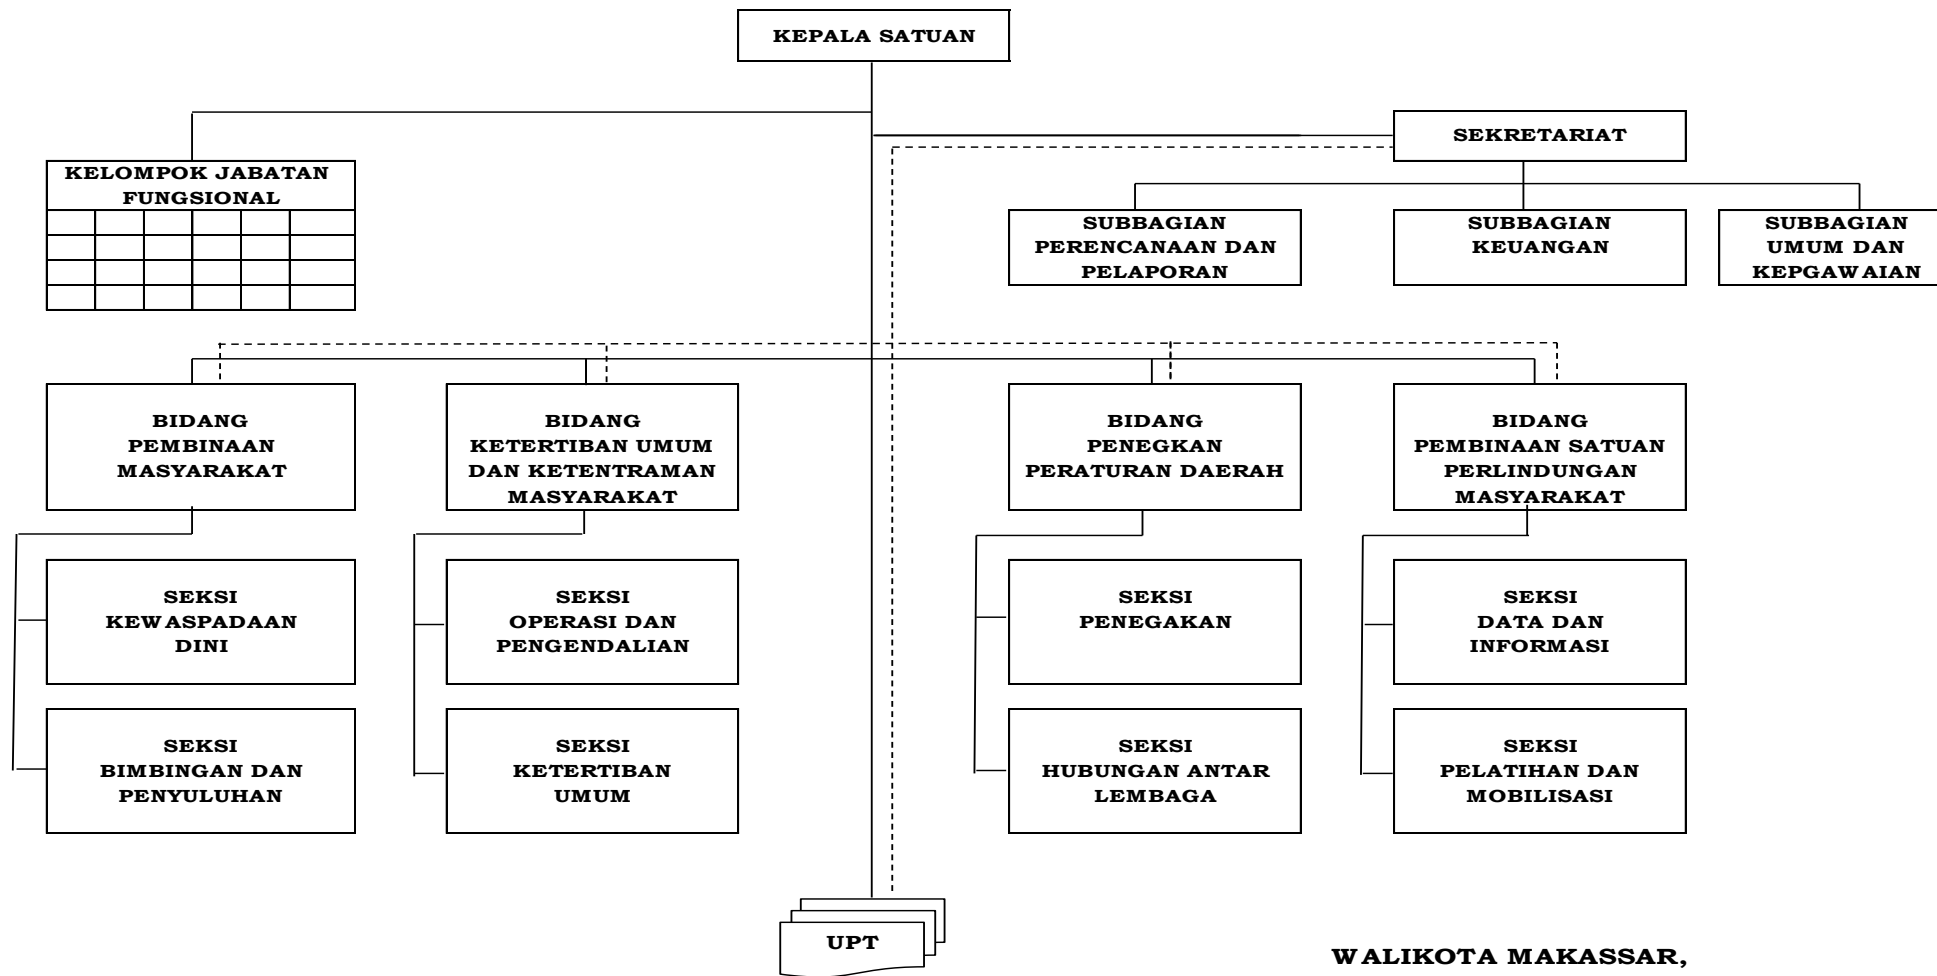 KEPALA SATUAN
SEKRETARIAT
KELOMPOK JABATAN
FUNGSIONAL
SUBBAGIAN
PERENCANAAN DAN
PELAPORAN
SUBBAGIAN
KEUANGAN
SUBBAGIAN
UMUM DAN
KEPGAWAIAN
BIDANG
PEMBINAAN
MASYARAKAT
BIDANG
KETERTIBAN UMUM
DAN KETENTRAMAN
MASYARAKAT
BIDANG
PENEGKAN
PERATURAN DAERAH
BIDANG
PEMBINAAN SATUAN
PERLINDUNGAN
MASYARAKAT
SEKSI
KEWASPADAAN
DINI
SEKSI
OPERASI DAN
PENGENDALIAN
SEKSI
PENEGAKAN
SEKSI
DATA DAN
INFORMASI
SEKSI
BIMBINGAN DAN
PENYULUHAN
SEKSI
KETERTIBAN
UMUM
SEKSI
HUBUNGAN ANTAR
LEMBAGA
SEKSI
PELATIHAN DAN
MOBILISASI
UPT
WALIKOTA MAKASSAR,